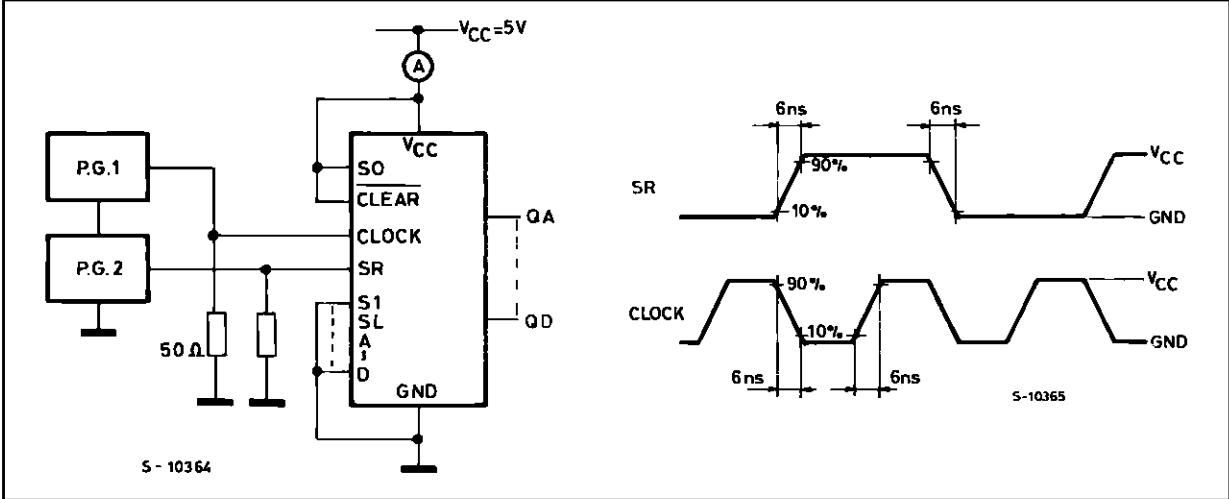 VCC=5V
A
P.G.1
P.G.2
50Ω
VCC
SO
CLEAR
CLOCK
SR
S1
SL
A
D
GND
QA
QD
S-10364
6ns
6ns
SR
90%
10%
VCC
GND
CLOCK
90%
10%
VCC
GND
6ns
6ns
S-10365